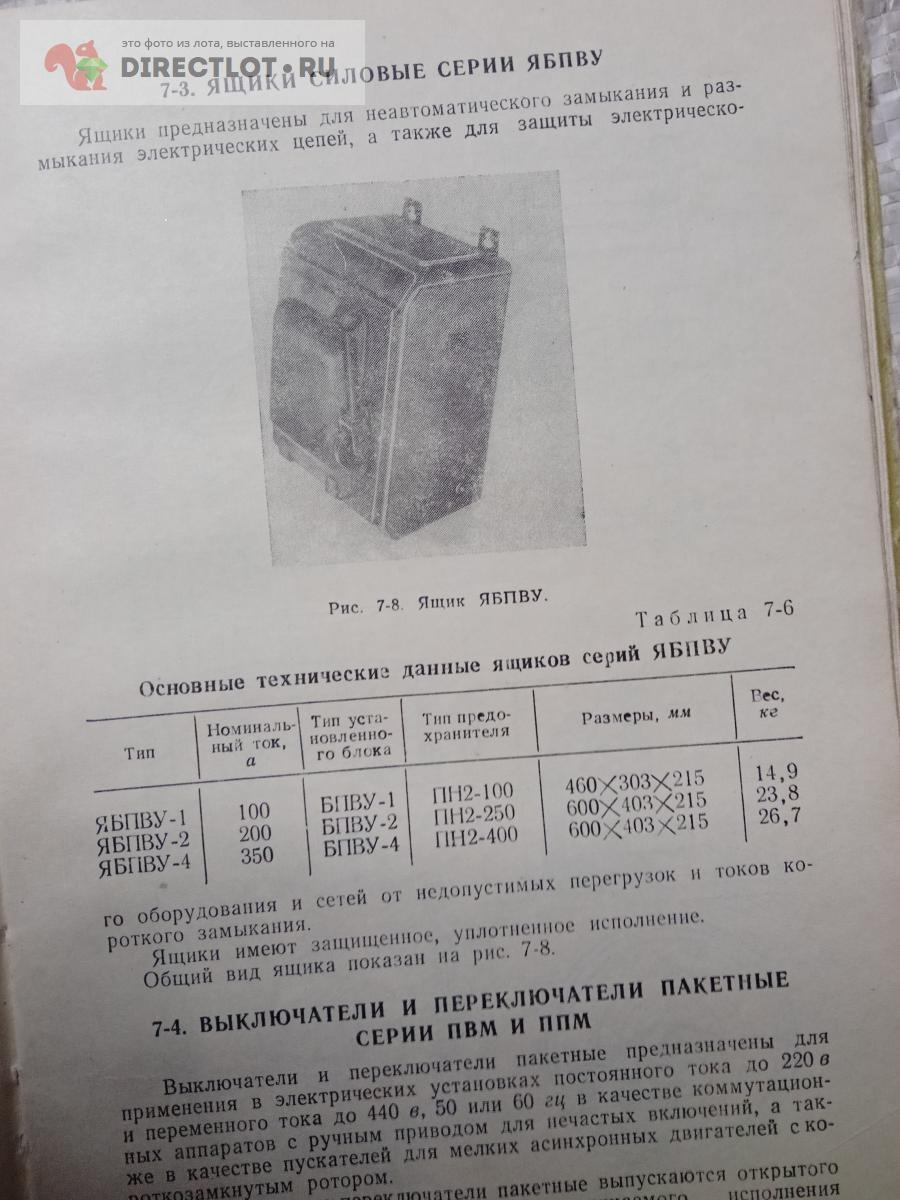 это фото из лота, выставленного на
DIRECTLOT.RU
7-3. ЯЩИКИ СИЛОВЫЕ СЕРИИ ЯБПВУ
Ящики предназначены для неавтоматического замыкания и раз-
мыкания электрических цепей, а также для защиты электрическо-
Рис. 7-8. Ящик ЯБПВУ.
Таблица 7-6
Основные технические данные ящиков серий ЯБПВУ
Тип | Номиналь-ный ток, а | Тип уста-новленно-го блока | Тип предо-хранителя | Размеры, мм | Вес, кг
ЯБПВУ-1 | 100 | БПВУ-1 | ПН2-100 | 460×303×215 | 14,9
ЯБПВУ-2 | 200 | БПВУ-2 | ПН2-250 | 600×403×215 | 23,8
ЯБПВУ-4 | 350 | БПВУ-4 | ПН2-400 | 600×403×215 | 26,7
го оборудования и сетей от недопустимых перегрузок и токов ко-
роткого замыкания.
Ящики имеют защищенное, уплотненное исполнение.
Общий вид ящика показан на рис. 7-8.
7-4. ВЫКЛЮЧАТЕЛИ И ПЕРЕКЛЮЧАТЕЛИ ПАКЕТНЫЕ
СЕРИИ ПВМ И ППМ
Выключатели и переключатели пакетные предназначены для
применения в электрических установках постоянного тока до 220 в
и переменного тока до 440 в, 50 или 60 гц в качестве коммутацион-
ных аппаратов с ручным приводом для нечастых включений, а так-
же в качестве пускателей для мелких асинхронных двигателей с ко-
роткозамкнутым ротором.
переключатели пакетные выпускаются открытого
исполнения